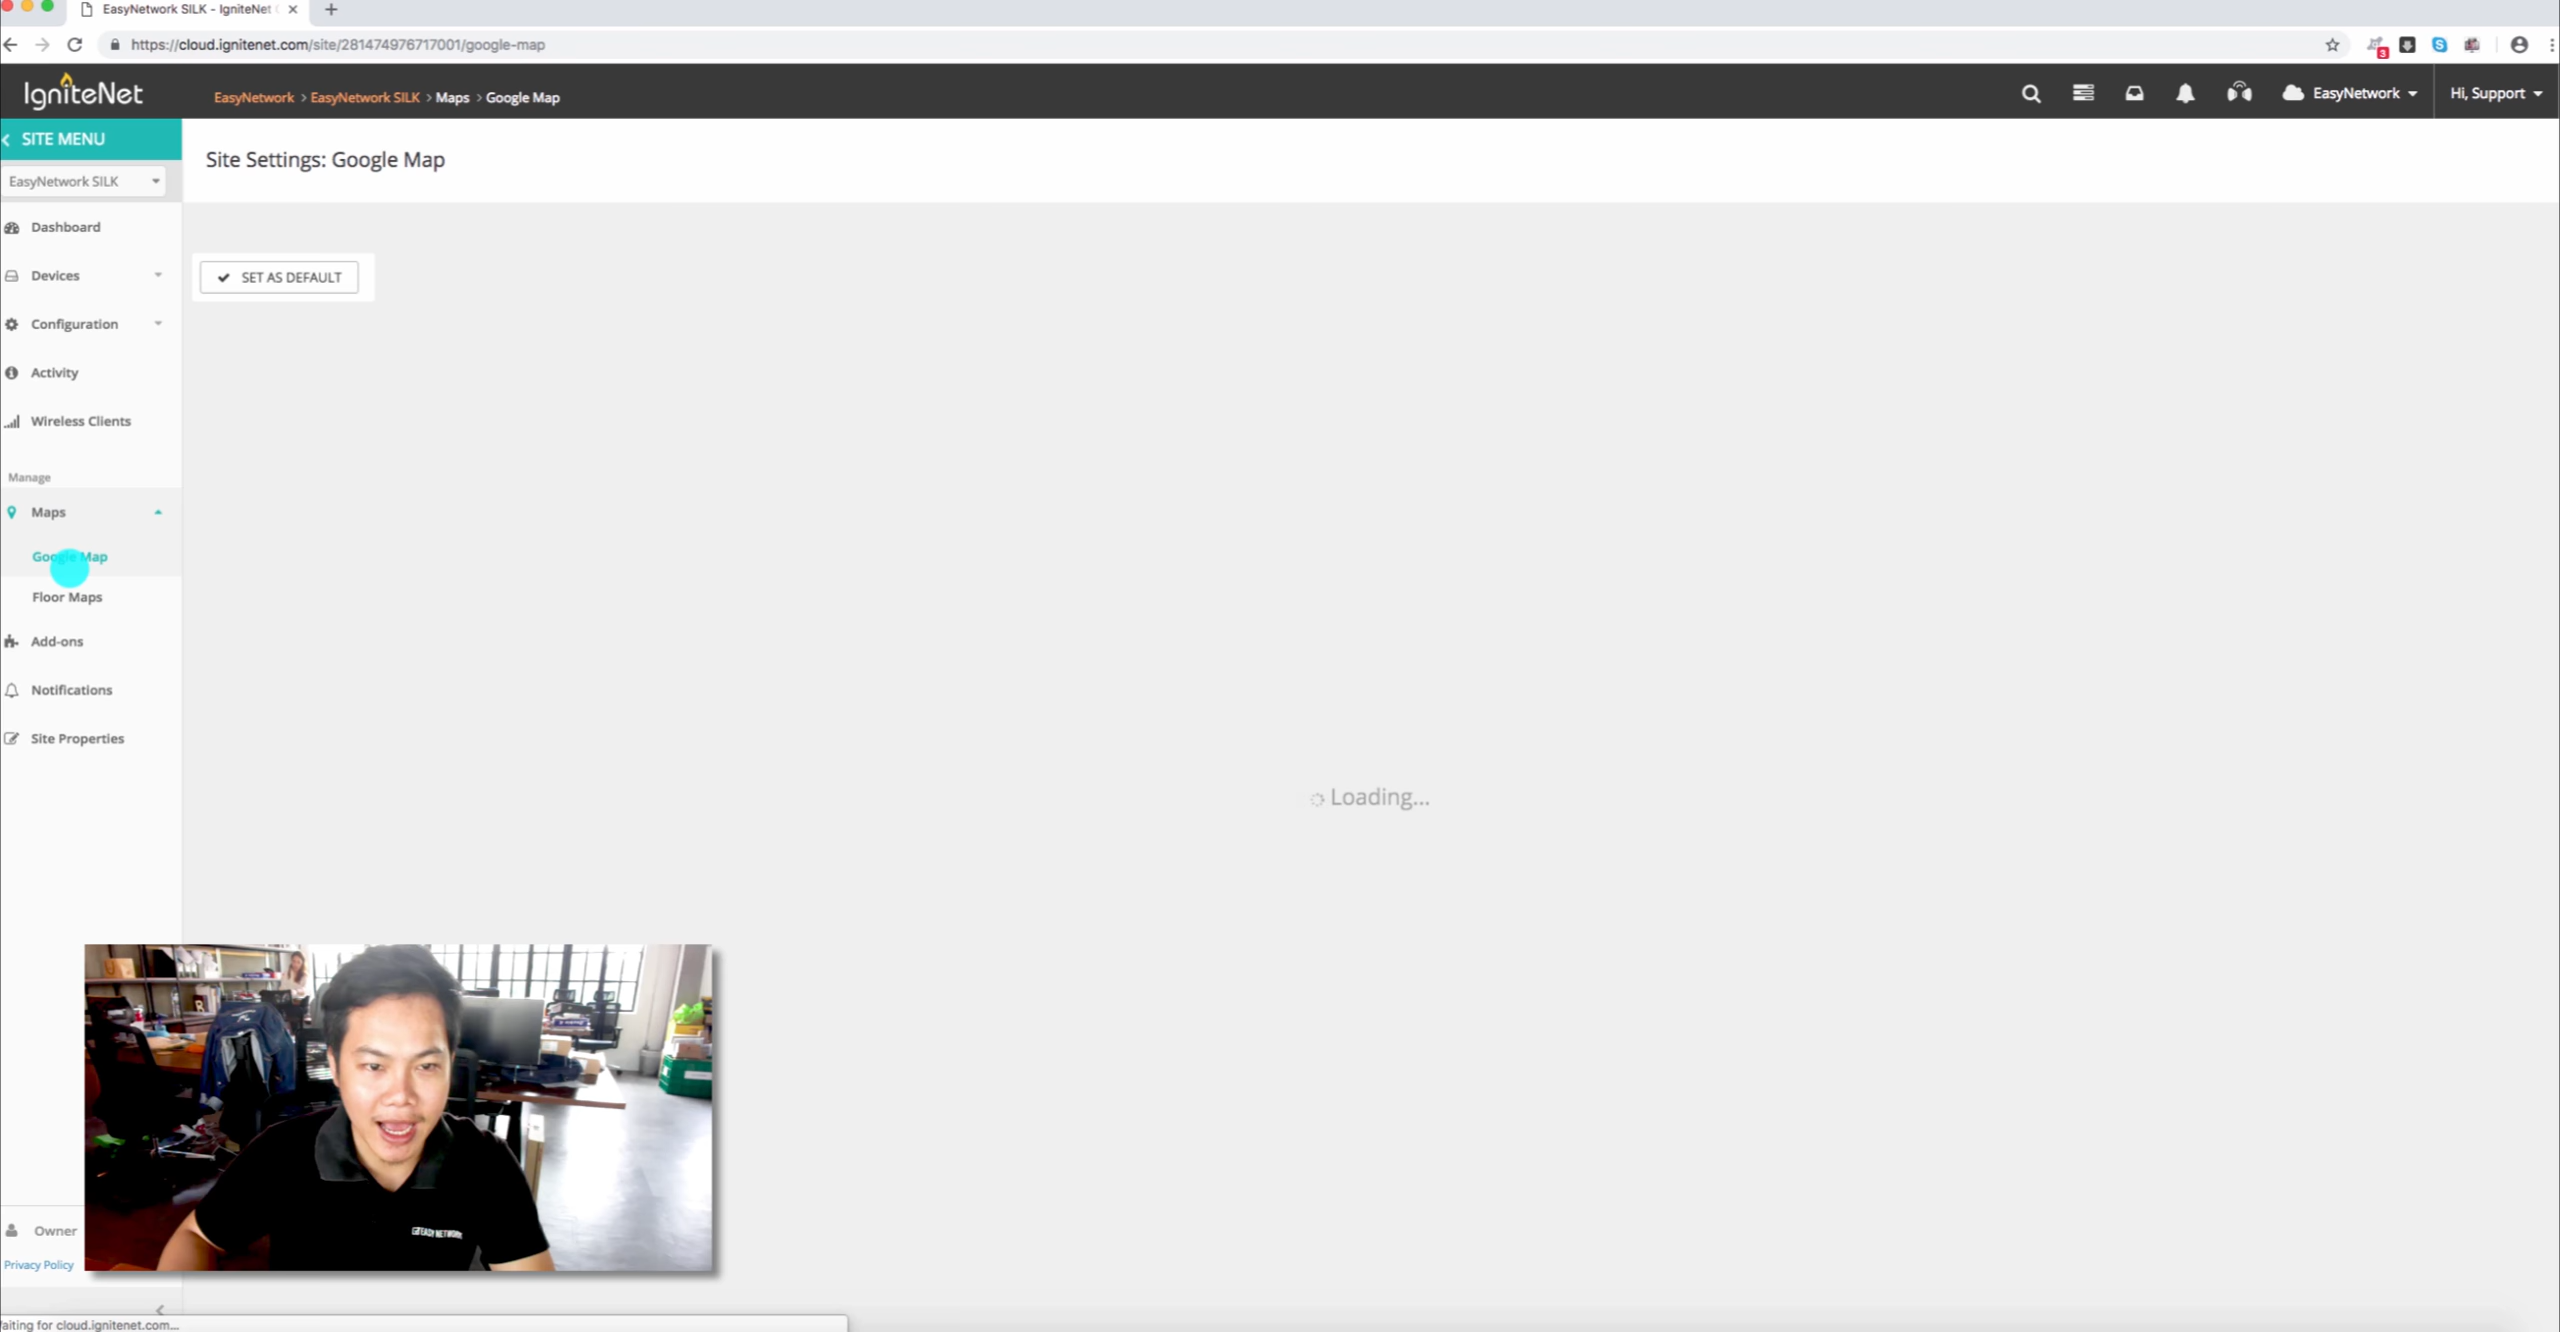 EasyNetwork SILK - IgniteNet
https://cloud.ignitenet.com/site/281474976717001/google-map
3
IgniteNet
EasyNetwork > EasyNetwork SILK > Maps > Google Map
EasyNetwork
Hi, Support
SITE MENU
EasyNetwork SILK
Site Settings: Google Map
Dashboard
SET AS DEFAULT
Devices
Configuration
Activity
Wireless Clients
Manage
Maps
Google Map
Floor Maps
Add-ons
Notifications
Site Properties
Loading...
EASY NETWORK
Owner
Privacy Policy
aiting for cloud.ignitenet.com...